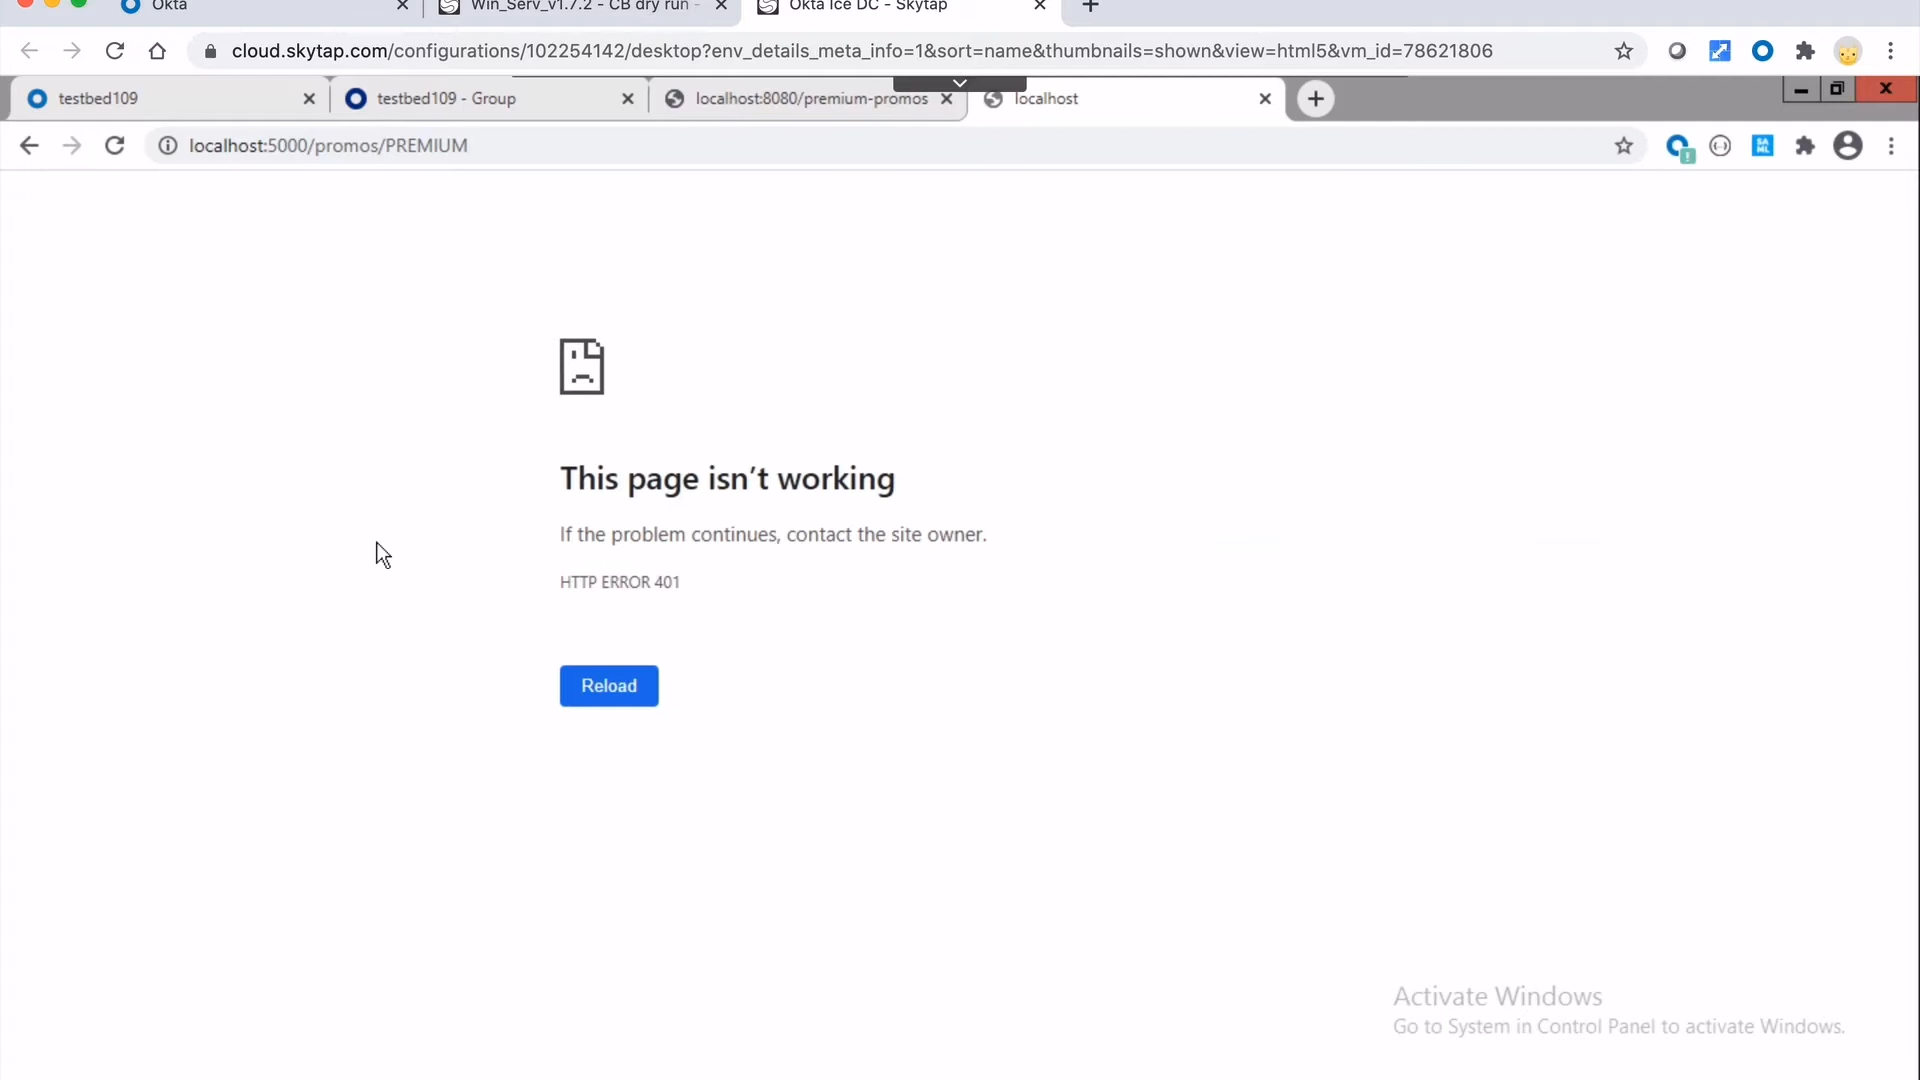 Okta
Win_Serv_v1.7.2 - CB dry run -
Okta Ice DC - Skytap
cloud.skytap.com/configurations/102254142/desktop?env_details_meta_info=1&sort=name&thumbnails=shown&view=html5&vm_id=78621806
testbed109
testbed109 - Group
localhost:8080/premium-promos
localhost
localhost:5000/promos/PREMIUM
SA
ML
This page isn’t working
If the problem continues, contact the site owner.
HTTP ERROR 401
Reload
Activate Windows
Go to System in Control Panel to activate Windows.